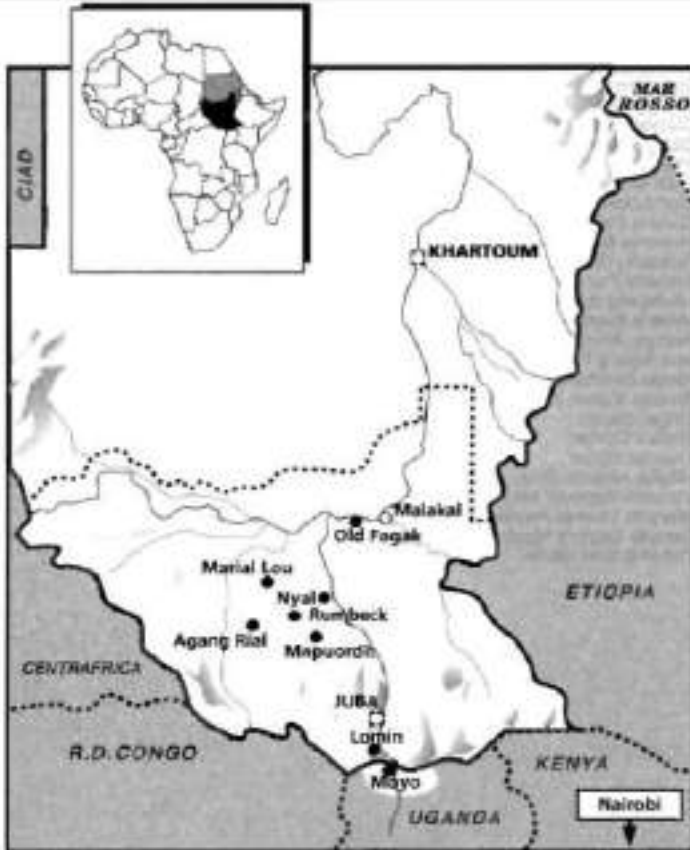 MAR
ROSSO
CIAD
KHARTOUM
Malakal
Old Fagak
Marial Lou
Nyal
Rumbeck
Agang Rial
Mapuordit
ETIOPIA
CENTRAFRICA
JUBA
Lomin
R.D. CONGO
KENYA
Moyo
Nairobi
UGANDA